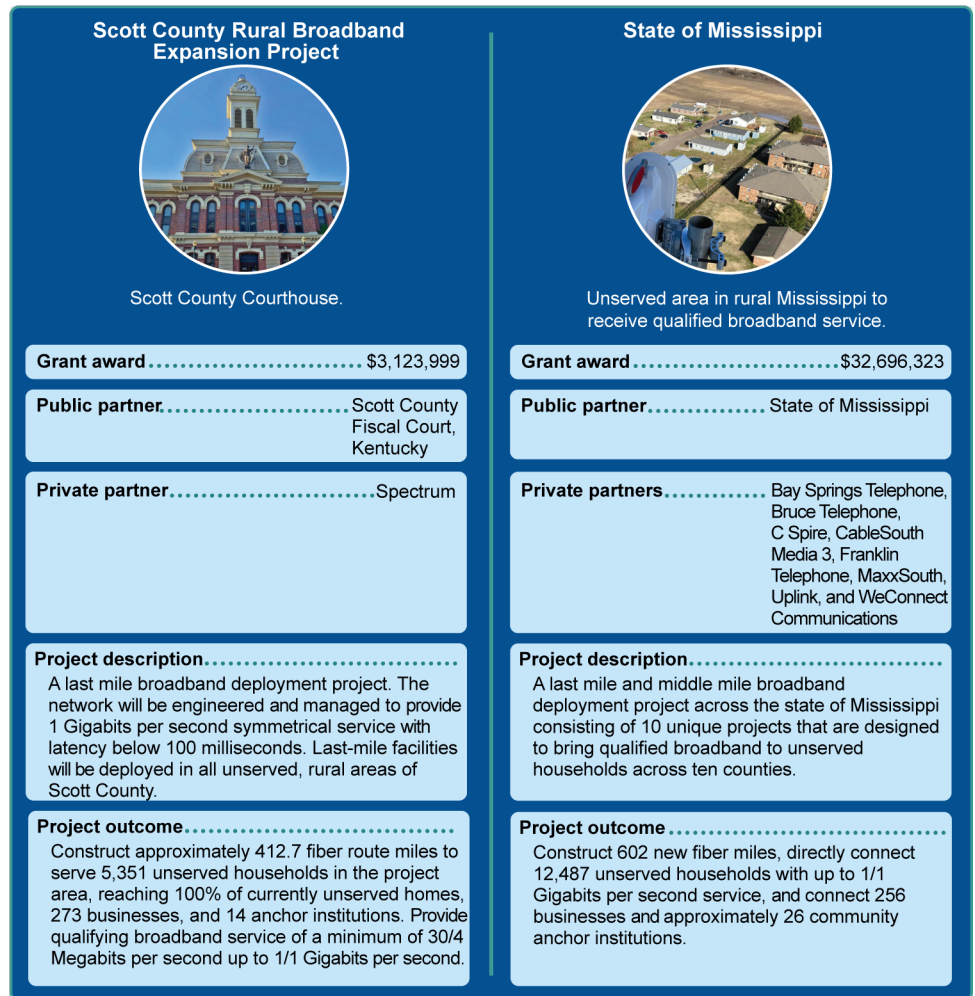 Scott County Rural Broadband
Expansion Project
Scott County Courthouse.
Grant award $3,123,999
Public partner Scott County
Fiscal Court,
Kentucky
Private partner Spectrum
Project description
A last mile broadband deployment project. The
network will be engineered and managed to provide
1 Gigabits per second symmetrical service with
latency below 100 milliseconds. Last-mile facilities
will be deployed in all unserved, rural areas of
Scott County.
Project outcome
Construct approximately 412.7 fiber route miles to
serve 5,351 unserved households in the project
area, reaching 100% of currently unserved homes,
273 businesses, and 14 anchor institutions. Provide
qualifying broadband service of a minimum of 30/4
Megabits per second up to 1/1 Gigabits per second.
State of Mississippi
Unserved area in rural Mississippi to
receive qualified broadband service.
Grant award $32,696,323
Public partner State of Mississippi
Private partners Bay Springs Telephone,
Bruce Telephone,
C Spire, CableSouth
Media 3, Franklin
Telephone, MaxxSouth,
Uplink, and WeConnect
Communications
Project description
A last mile and middle mile broadband
deployment project across the state of Mississippi
consisting of 10 unique projects that are designed
to bring qualified broadband to unserved
households across ten counties.
Project outcome
Construct 602 new fiber miles, directly connect
12,487 unserved households with up to 1/1
Gigabits per second service, and connect 256
businesses and approximately 26 community
anchor institutions.